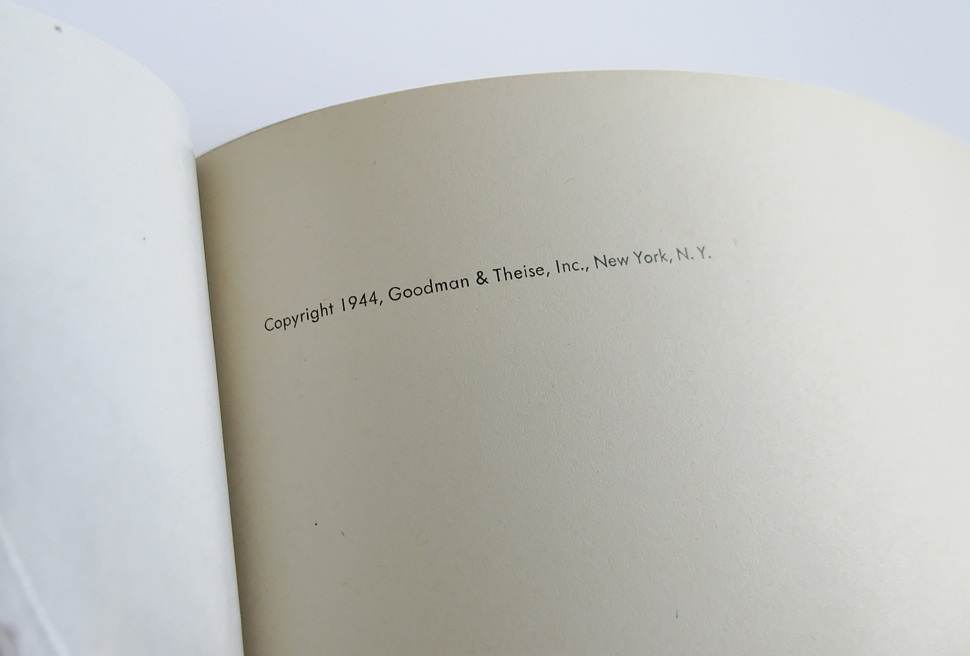 Copyright 1944, Goodman & Theise, Inc., New York, N. Y.